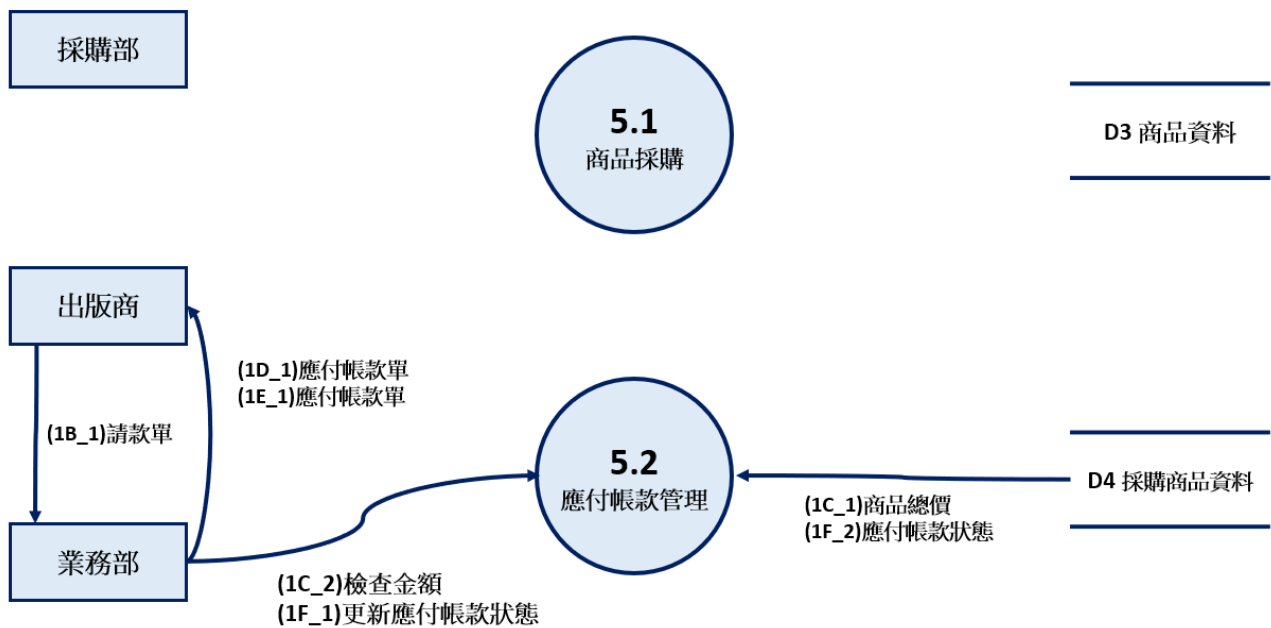 採購部
5.1
商品採購
D3 商品資料
出版商
(1D_1)應付帳款單
(1E_1)應付帳款單
(1B_1)請款單
5.2
應付帳款管理
D4 採購商品資料
(1C_1)商品總價
(1F_2)應付帳款狀態
業務部
(1C_2)檢查金額
(1F_1)更新應付帳款狀態